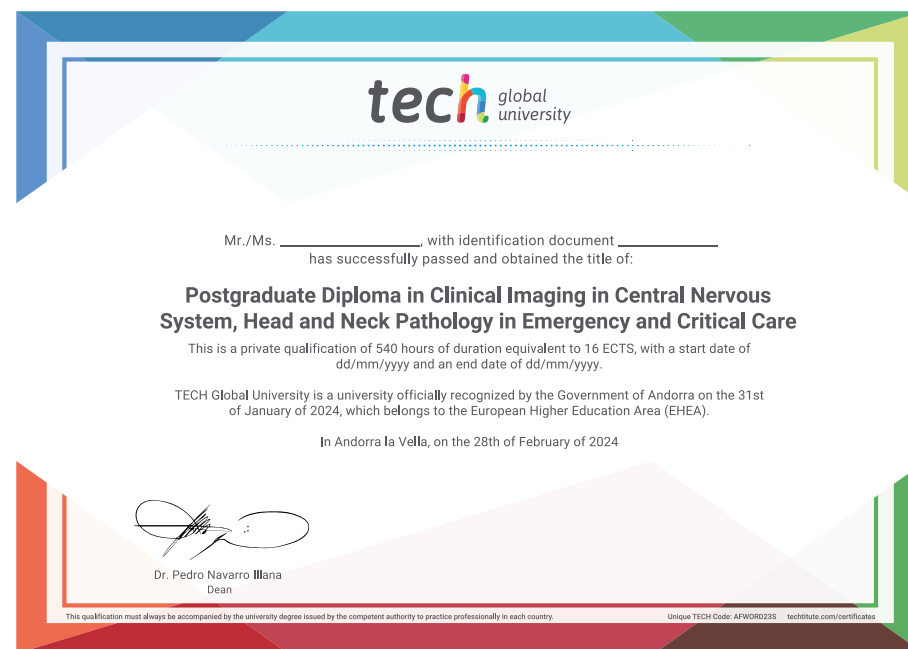 tech global
university
Mr./Ms. ____________, with identification document ____________
has successfully passed and obtained the title of:
Postgraduate Diploma in Clinical Imaging in Central Nervous
System, Head and Neck Pathology in Emergency and Critical Care
This is a private qualification of 540 hours of duration equivalent to 16 ECTS, with a start date of
dd/mm/yyyy and an end date of dd/mm/yyyy.
TECH Global University is a university officially recognized by the Government of Andorra on the 31st
of January of 2024, which belongs to the European Higher Education Area (EHEA).
In Andorra la Vella, on the 28th of February of 2024
Dr. Pedro Navarro Illana
Dean
This qualification must always be accompanied by the university degree issued by the competent authority to practice professionally in each country. Unique TECH Code: AFWORD23S techtitute.com/certificates